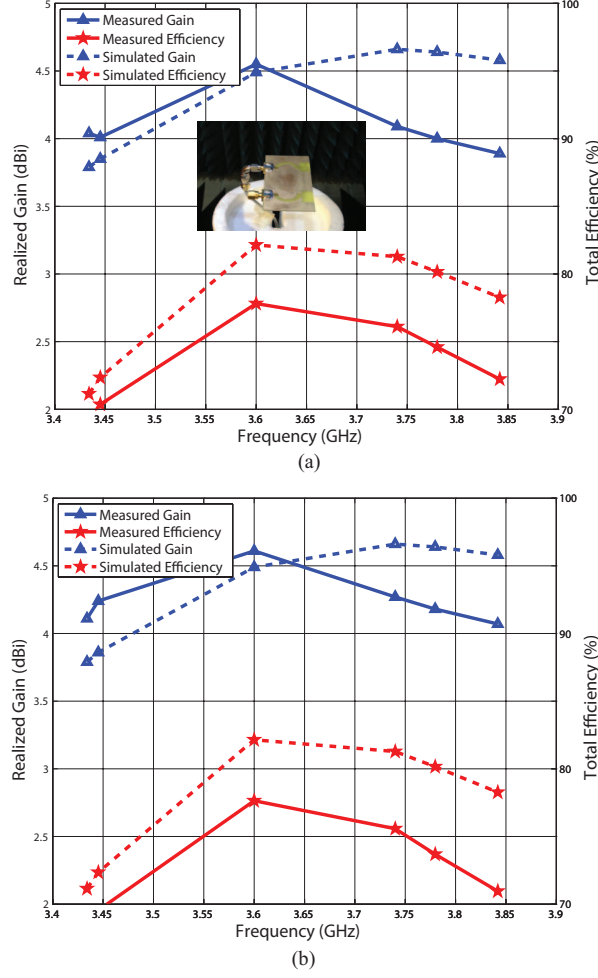 5
4.5
4
3.5
3
2.5
2
Realized Gain (dBi)
100
90
80
70
Total Efficiency (%)
Measured Gain
Measured Efficiency
Simulated Gain
Simulated Efficiency
3.4
3.45
3.5
3.55
3.6
3.65
3.7
3.75
3.8
3.85
3.9
Frequency (GHz)
(a)
5
4.5
4
3.5
3
2.5
2
Realized Gain (dBi)
100
90
80
70
Total Efficiency (%)
Measured Gain
Measured Efficiency
Simulated Gain
Simulated Efficiency
3.4
3.45
3.5
3.55
3.6
3.65
3.7
3.75
3.8
3.85
3.9
Frequency (GHz)
(b)